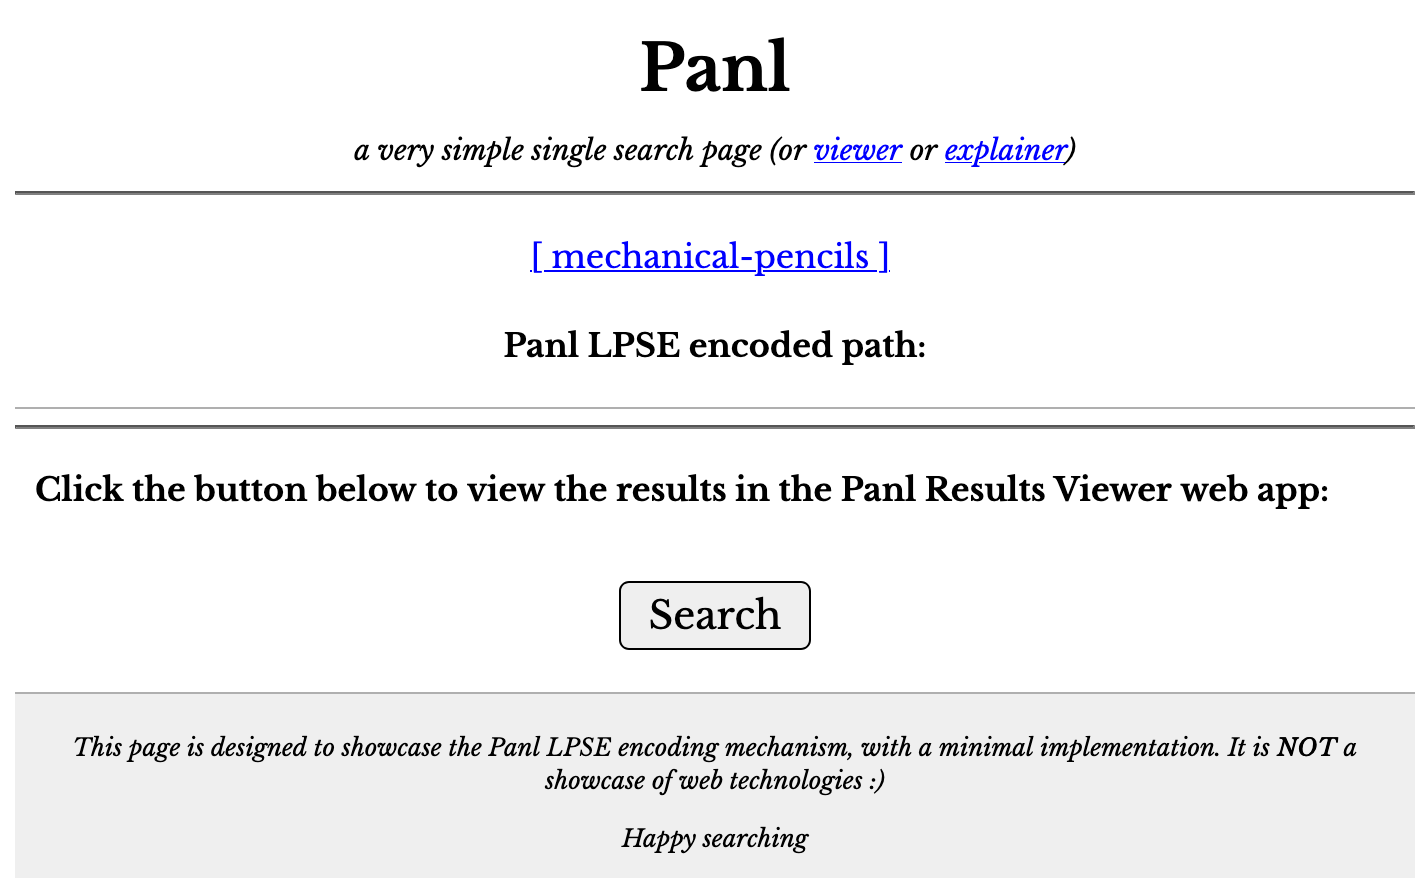 Panl
a very simple single search page (or viewer or explainer)
[ mechanical-pencils ]
Panl LPSE encoded path:
Click the button below to view the results in the Panl Results Viewer web app:
Search
This page is designed to showcase the Panl LPSE encoding mechanism, with a minimal implementation. It is NOT a
showcase of web technologies :)
Happy searching